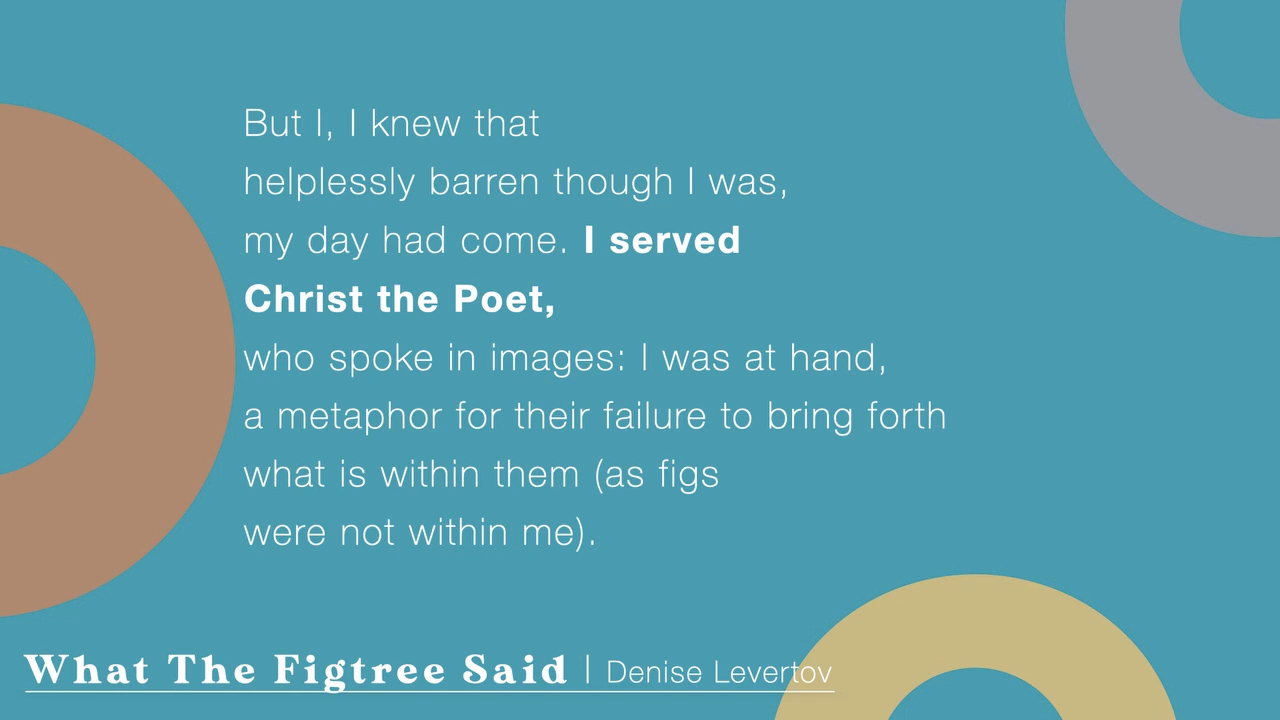 But I, I knew that
helplessly barren though I was,
my day had come. I served
Christ the Poet,
who spoke in images: I was at hand,
a metaphor for their failure to bring forth
what is within them (as figs
were not within me).
What The Figtree Said | Denise Levertov